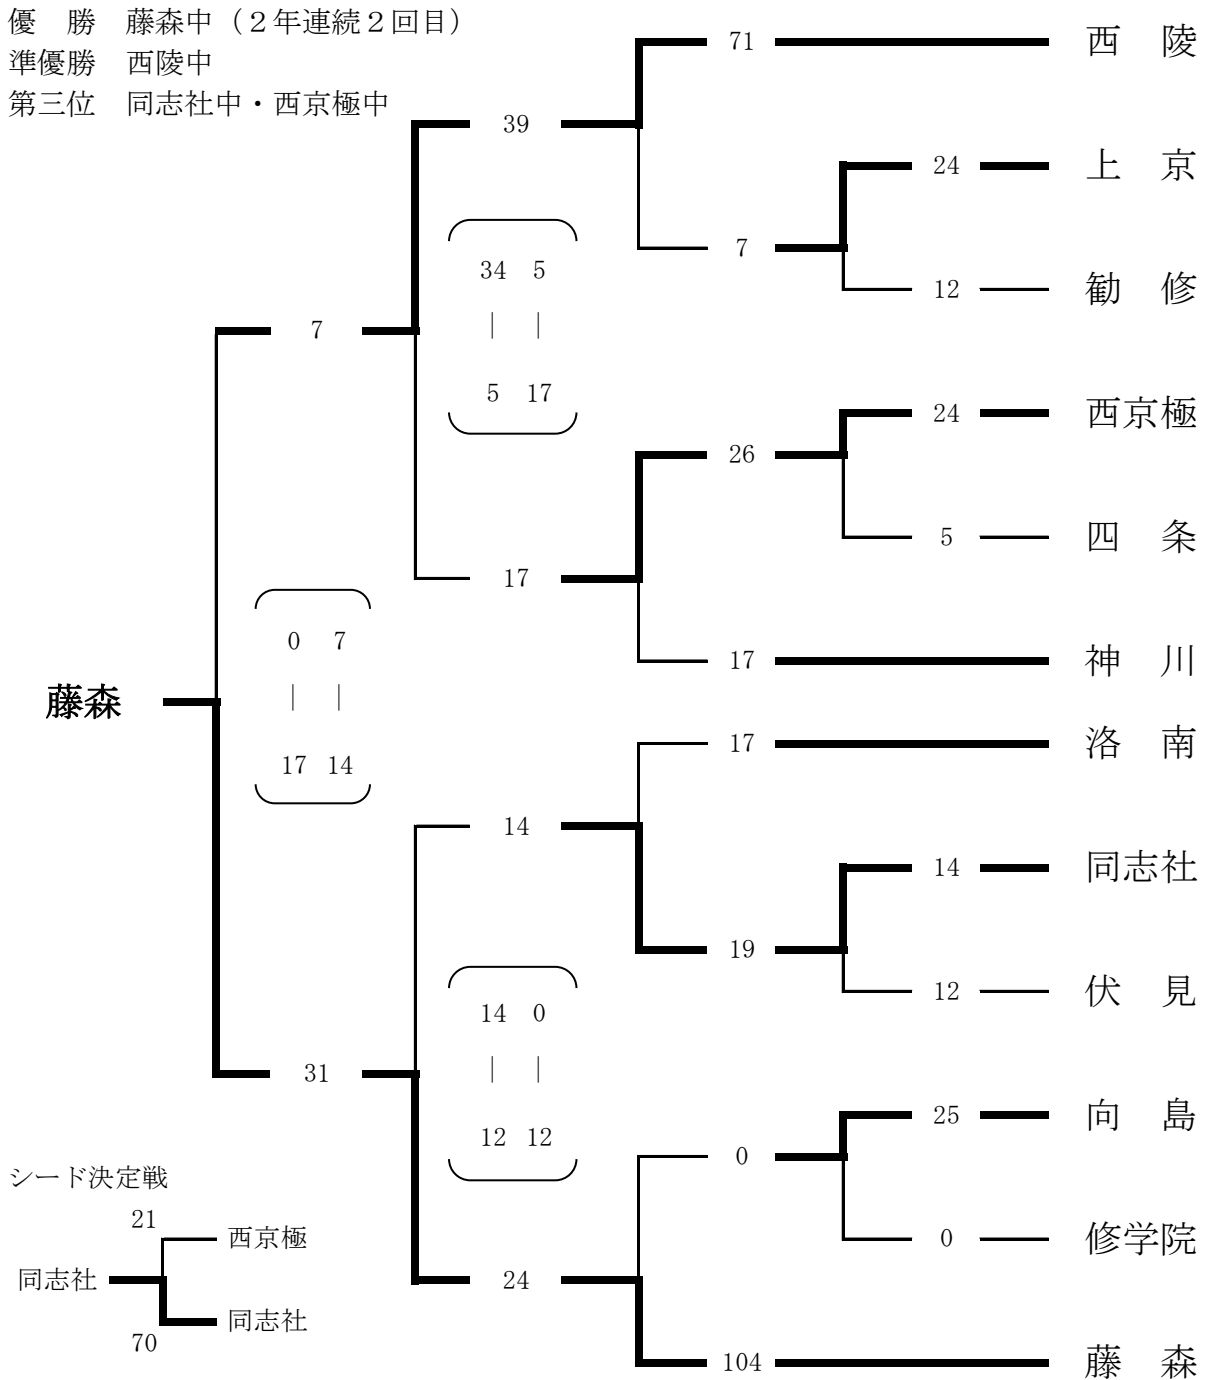 優　勝　藤森中（２年連続２回目）
準優勝　西陵中
第三位　同志社中・西京極中
71
西　陵
39
24
上　京
7
勧　修
12
34 5
｜ ｜
5 17
7
24
西京極
26
5
四　条
17
17
神　川
0 7
｜ ｜
17 14
藤森
17
洛　南
14
14
同志社
19
12
伏　見
14 0
｜ ｜
12 12
31
25
向　島
0
0
修学院
24
104
藤　森
シード決定戦
21
西京極
同志社
同志社
70